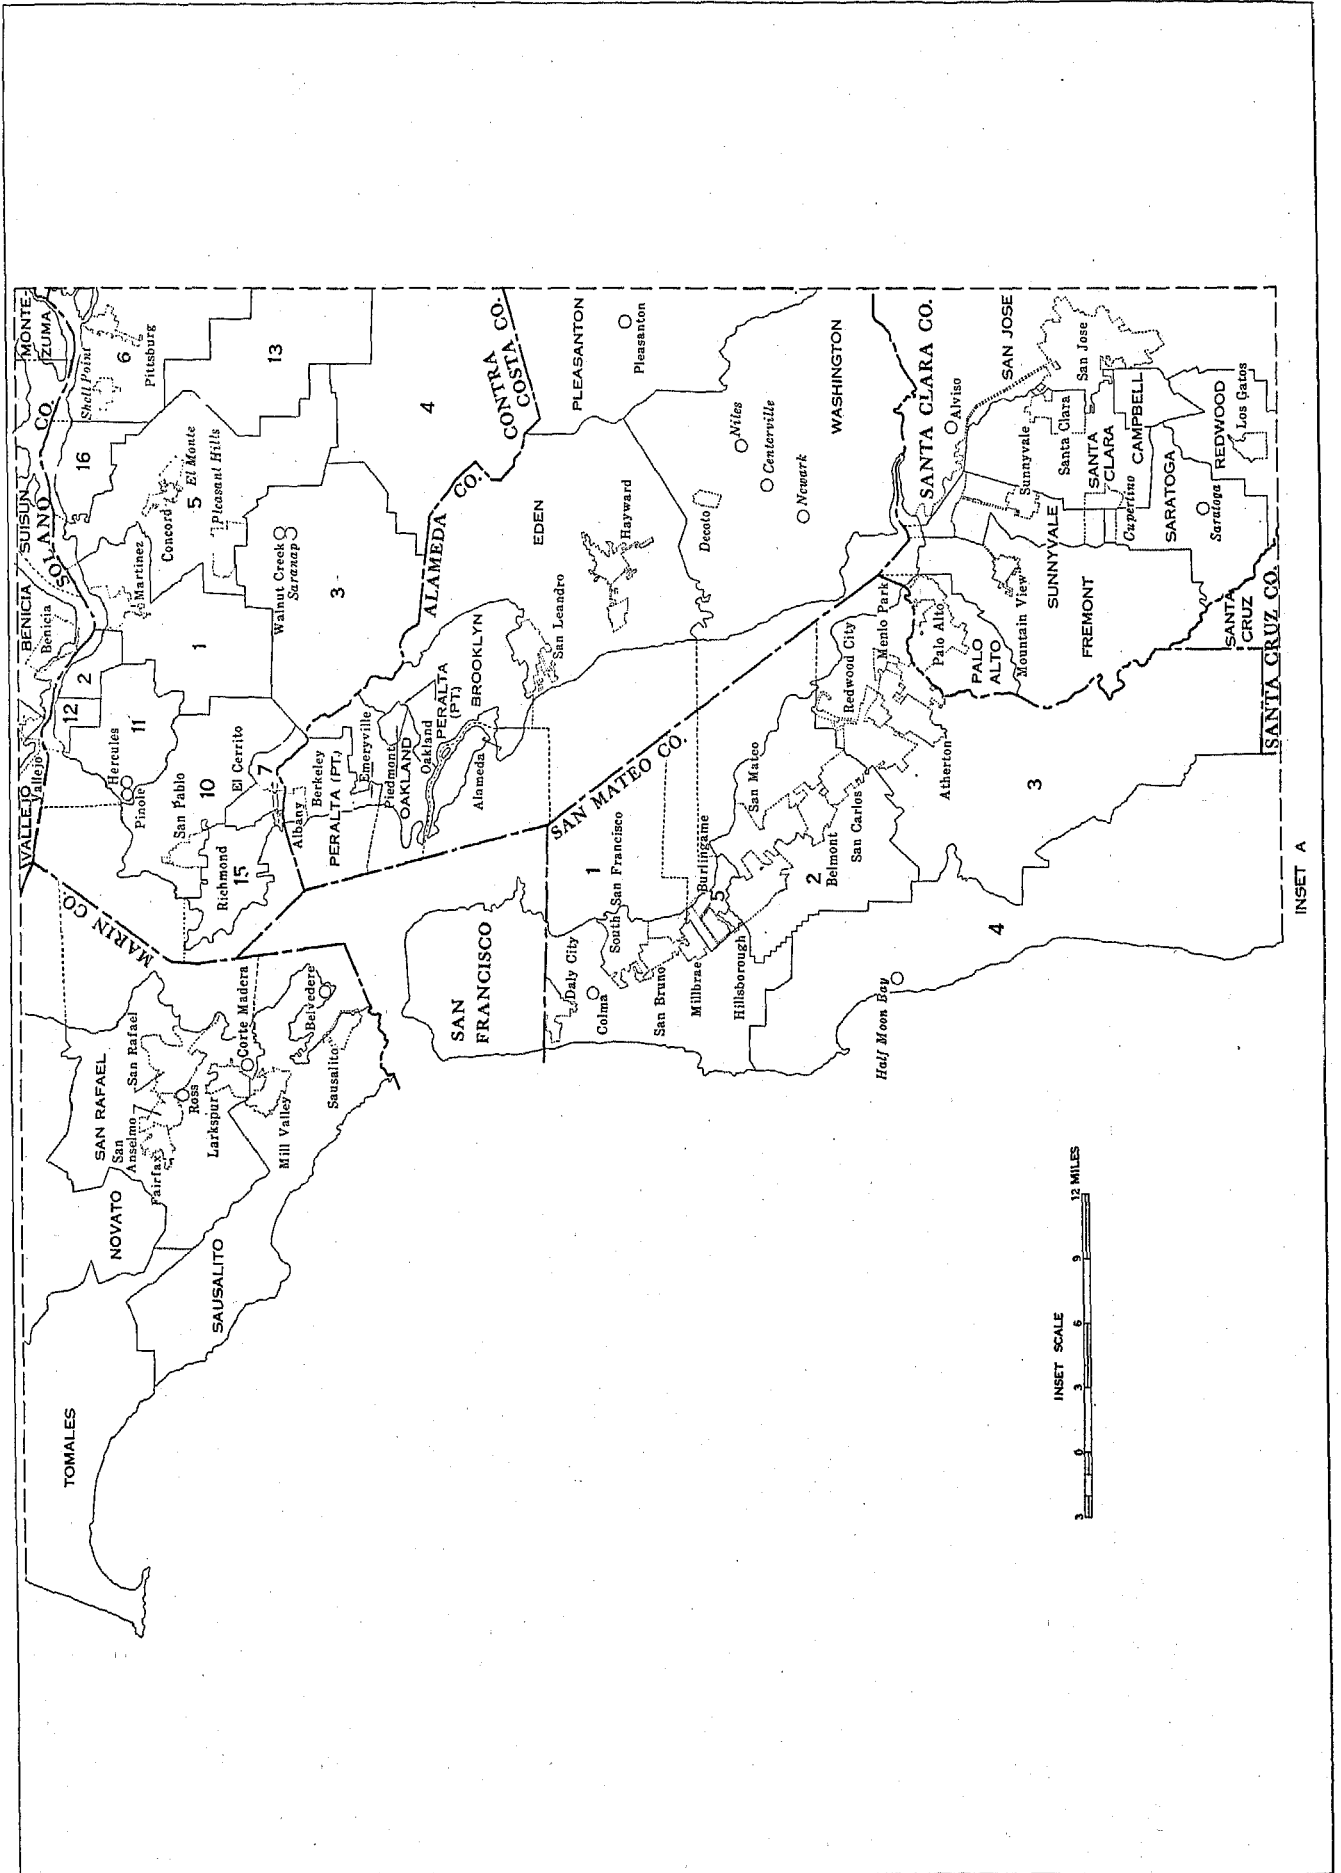 MONTE-
ZUMA
SUISUN
SOLANO CO.
BENICIA
Benicia
VALLEJO
Vallejo
Shell Point
6
Pittsburg
16
13
El Monte
5
Concord
Pleasant Hills
Martinez
2
12
1
11
Hercules
Pinole
Walnut Creek
Saranap
3
4
San Pablo
10
El Cerrito
7
Richmond
15
Albany
Berkeley
PERALTA (PT.)
Emeryville
Piedmont
OAKLAND
Oakland
PERALTA
(PT.)
BROOKLYN
Alameda
ALAMEDA CO.
CONTRA
COSTA CO.
PLEASANTON
Pleasanton
EDEN
San Leandro
Hayward
Decoto
Niles
Centerville
Newark
WASHINGTON
MARIN CO.
SAN RAFAEL
San Rafael
San
Anselmo
Fairfax
Ross
Larkspur
Corte Madera
Mill Valley
Belvedere
Sausalito
NOVATO
SAUSALITO
TOMALES
SAN
FRANCISCO
SAN MATEO CO.
Daly City
Colma
1
South San Francisco
San Bruno
Millbrae
Burlingame
5
Hillsborough
San Mateo
2
Belmont
San Carlos
Redwood City
Atherton
Menlo Park
3
4
Half Moon Bay
SANTA CLARA CO.
Alviso
SAN JOSE
San Jose
Palo Alto
PALO
ALTO
Mountain View
SUNNYVALE
Sunnyvale
Santa Clara
SANTA
CLARA
CAMPBELL
Cupertino
FREMONT
SARATOGA
Saratoga
REDWOOD
Los Gatos
SANTA
CRUZ
SANTA CRUZ CO.
INSET SCALE
3 0 3 6 9 12 MILES
INSET A